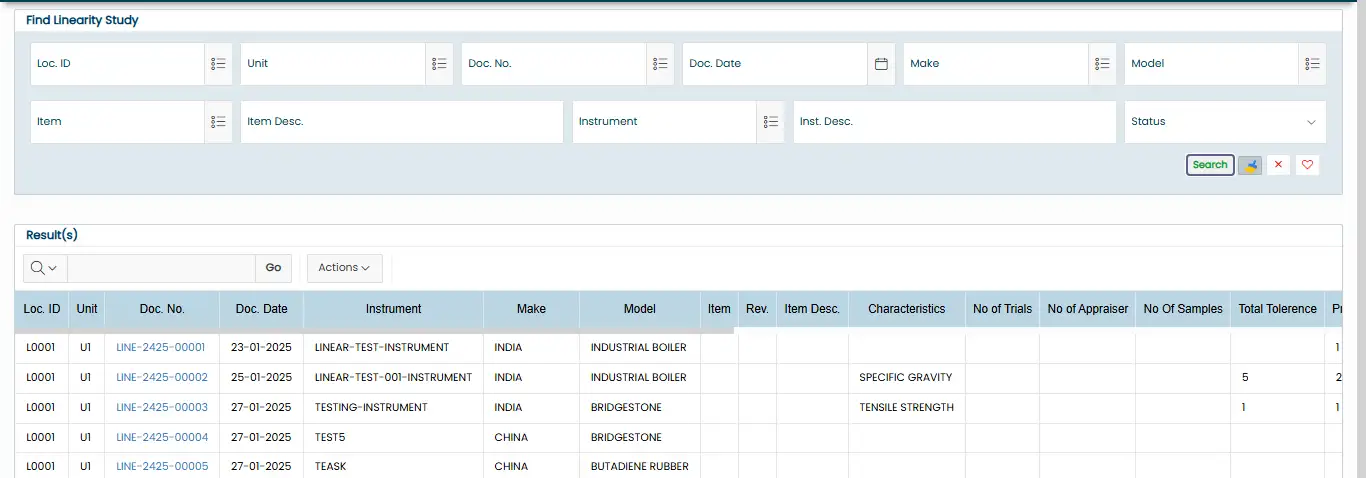 Find Linearity Study
Loc. ID Unit Doc. No. Doc. Date Make Model
Item Item Desc. Instrument Inst. Desc. Status
Search
Result(s)
Go Actions
Loc. ID Unit Doc. No. Doc. Date Instrument Make Model Item Rev. Item Desc. Characteristics No of Trials No of Appraiser No Of Samples Total Tolerence
L0001 U1 LINE-2425-00001 23-01-2025 LINEAR-TEST-INSTRUMENT INDIA INDUSTRIAL BOILER 1
L0001 U1 LINE-2425-00002 25-01-2025 LINEAR-TEST-001-INSTRUMENT INDIA INDUSTRIAL BOILER SPECIFIC GRAVITY 5 2
L0001 U1 LINE-2425-00003 27-01-2025 TESTING-INSTRUMENT INDIA BRIDGESTONE TENSILE STRENGTH 1 1
L0001 U1 LINE-2425-00004 27-01-2025 TEST5 CHINA BRIDGESTONE
L0001 U1 LINE-2425-00005 27-01-2025 TEASK CHINA BUTADIENE RUBBER